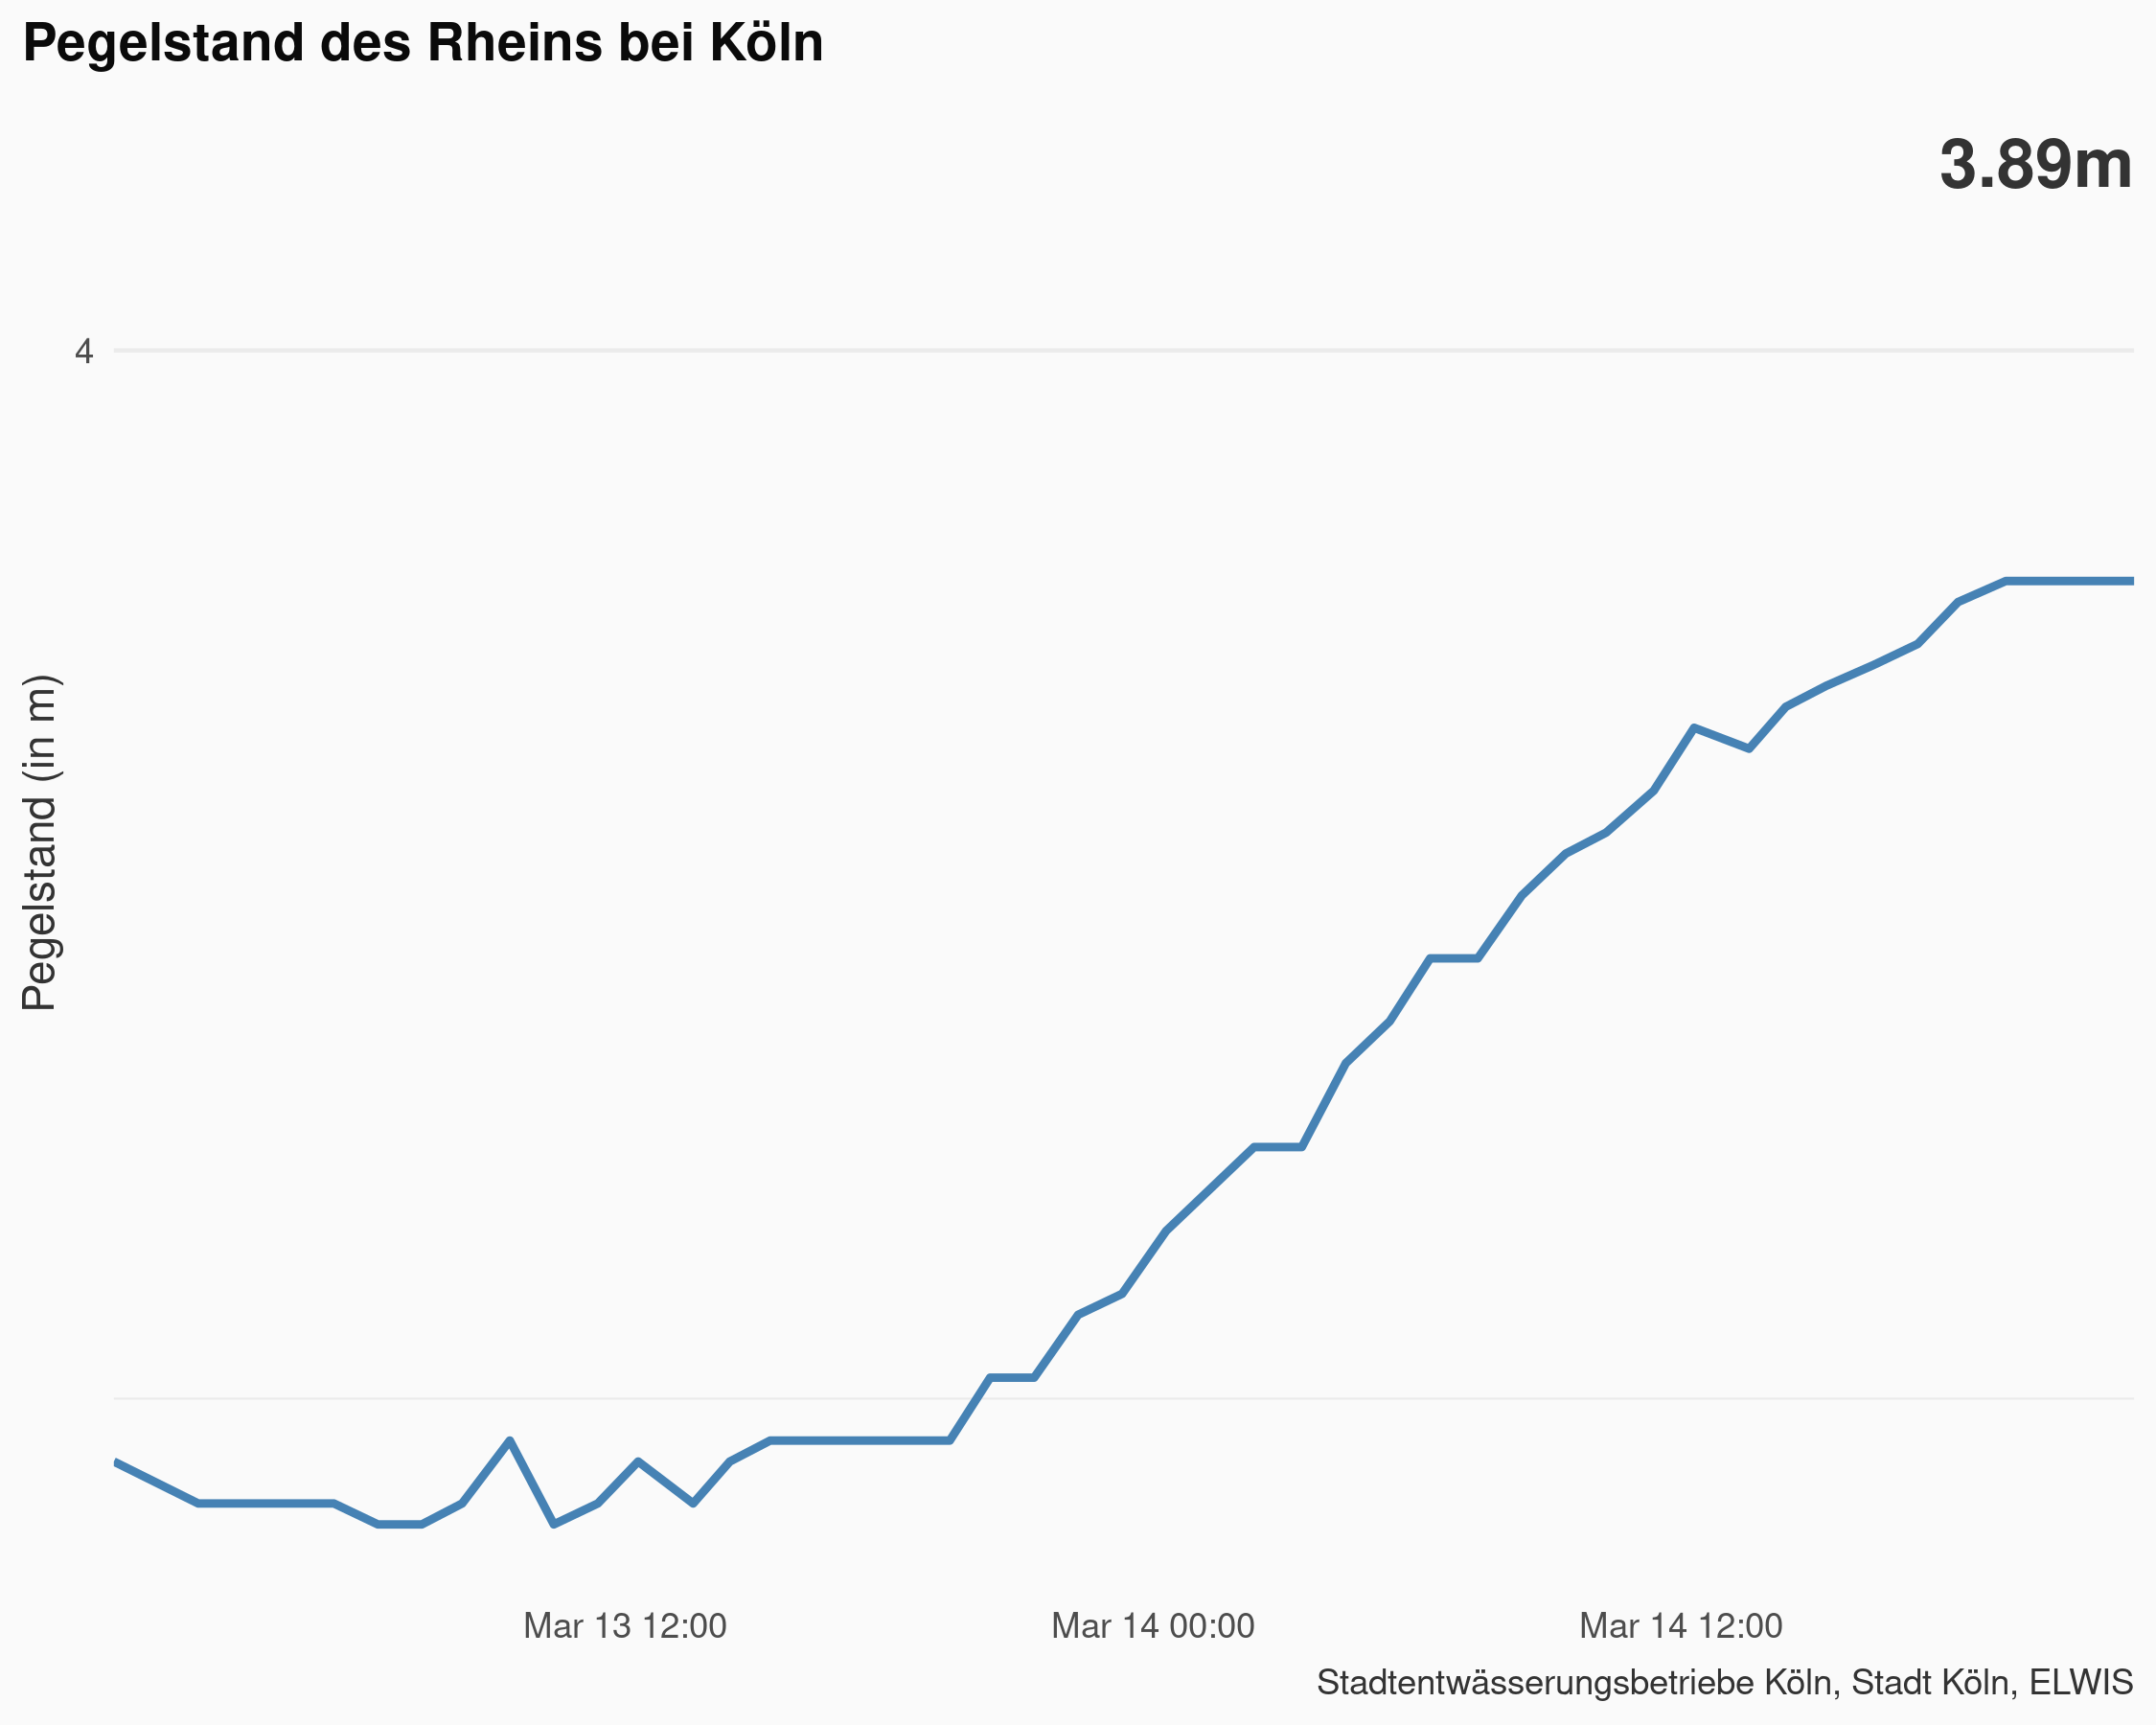 Pegelstand des Rheins bei Köln
3.89m
4
Pegelstand (in m)
Mar 13 12:00
Mar 14 00:00
Mar 14 12:00
Stadtentwässerungsbetriebe Köln, Stadt Köln, ELWIS